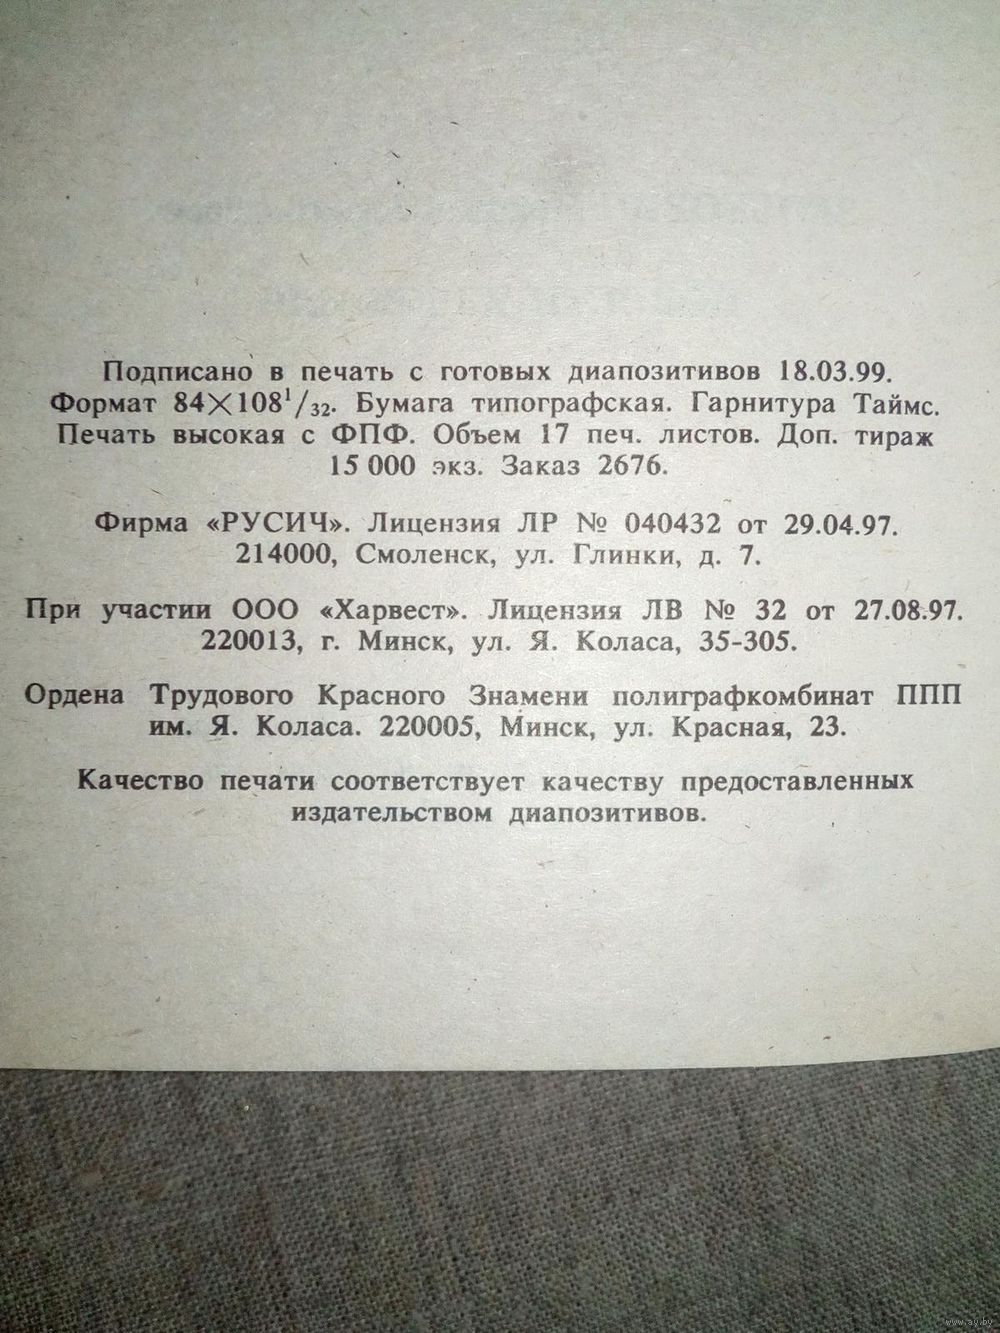 Подписано в печать с готовых диапозитивов 18.03.99.
Формат 84×108¹/₃₂. Бумага типографская. Гарнитура Таймс.
Печать высокая с ФПФ. Объем 17 печ. листов. Доп. тираж
15 000 экз. Заказ 2676.
Фирма «РУСИЧ». Лицензия ЛР № 040432 от 29.04.97.
214000, Смоленск, ул. Глинки, д. 7.
При участии ООО «Харвест». Лицензия ЛВ № 32 от 27.08.97.
220013, г. Минск, ул. Я. Коласа, 35-305.
Ордена Трудового Красного Знамени полиграфкомбинат ППП
им. Я. Коласа. 220005, Минск, ул. Красная, 23.
Качество печати соответствует качеству предоставленных
издательством диапозитивов.
www.ay.by